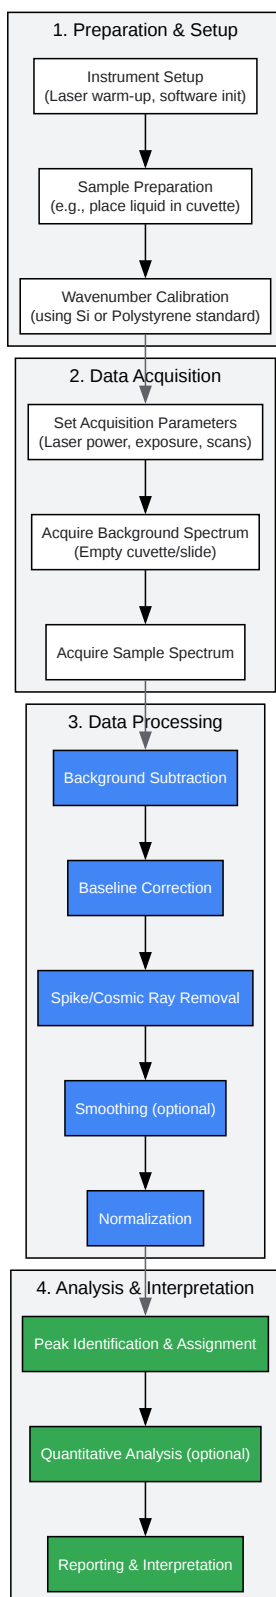 1. Preparation & Setup
Instrument Setup
(Laser warm-up, software init)
Sample Preparation
(e.g., place liquid in cuvette)
Wavenumber Calibration
(using Si or Polystyrene standard)
2. Data Acquisition
Set Acquisition Parameters
(Laser power, exposure, scans)
Acquire Background Spectrum
(Empty cuvette/slide)
Acquire Sample Spectrum
3. Data Processing
Background Subtraction
Baseline Correction
Spike/Cosmic Ray Removal
Smoothing (optional)
Normalization
4. Analysis & Interpretation
Peak Identification & Assignment
Quantitative Analysis (optional)
Reporting & Interpretation